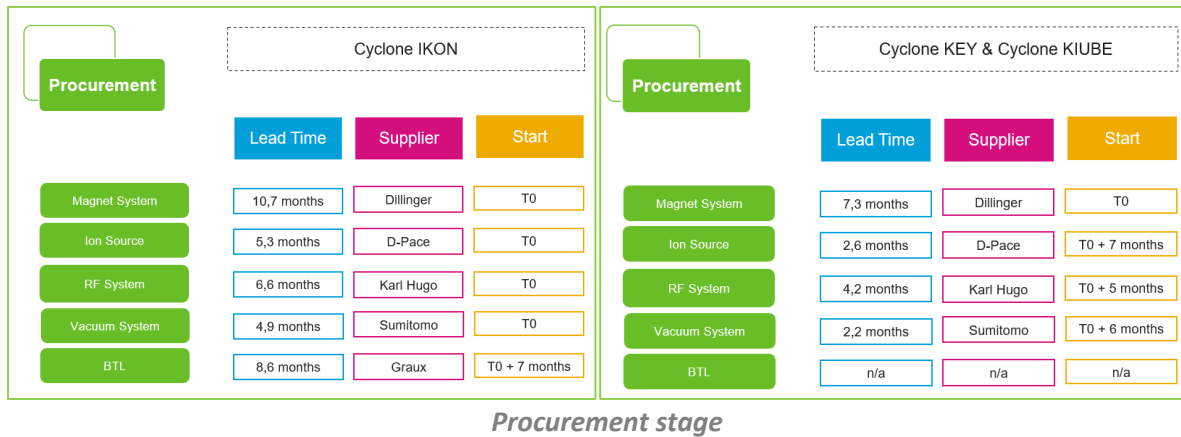 Procurement
Cyclone IKON
Lead Time Supplier Start
Magnet System 10,7 months Dillinger T0
Ion Source 5,3 months D-Pace T0
RF System 6,6 months Karl Hugo T0
Vacuum System 4,9 months Sumitomo T0
BTL 8,6 months Graux T0 + 7 months
Procurement
Cyclone KEY & Cyclone KIUBE
Lead Time Supplier Start
Magnet System 7,3 months Dillinger T0
Ion Source 2,6 months D-Pace T0 + 7 months
RF System 4,2 months Karl Hugo T0 + 5 months
Vacuum System 2,2 months Sumitomo T0 + 6 months
BTL n/a n/a n/a
Procurement stage